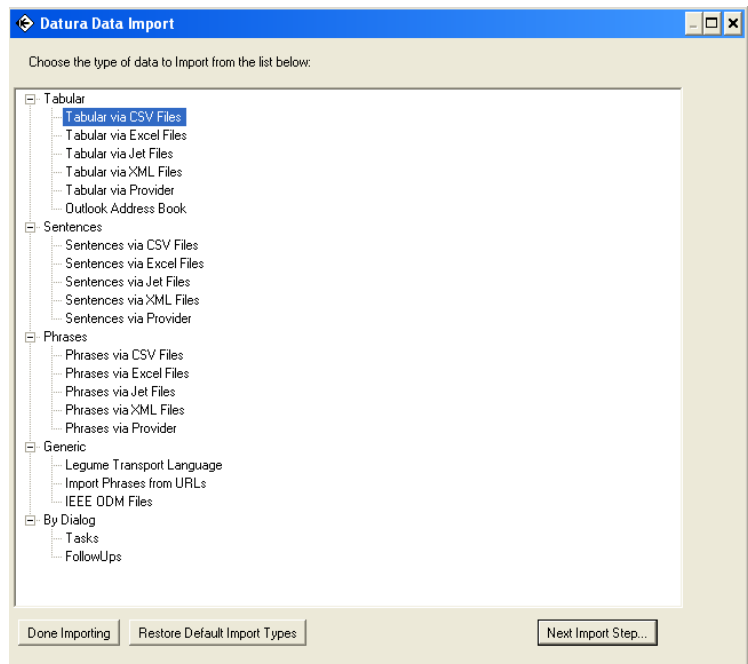 Datura Data Import
Choose the type of data to Import from the list below:
Tabular
Tabular via CSV Files
Tabular via Excel Files
Tabular via Jet Files
Tabular via XML Files
Tabular via Provider
Outlook Address Book
Sentences
Sentences via CSV Files
Sentences via Excel Files
Sentences via Jet Files
Sentences via XML Files
Sentences via Provider
Phrases
Phrases via CSV Files
Phrases via Excel Files
Phrases via Jet Files
Phrases via XML Files
Phrases via Provider
Generic
Legume Transport Language
Import Phrases from URLs
IEEE ODM Files
By Dialog
Tasks
FollowUps
Done Importing Restore Default Import Types Next Import Step...